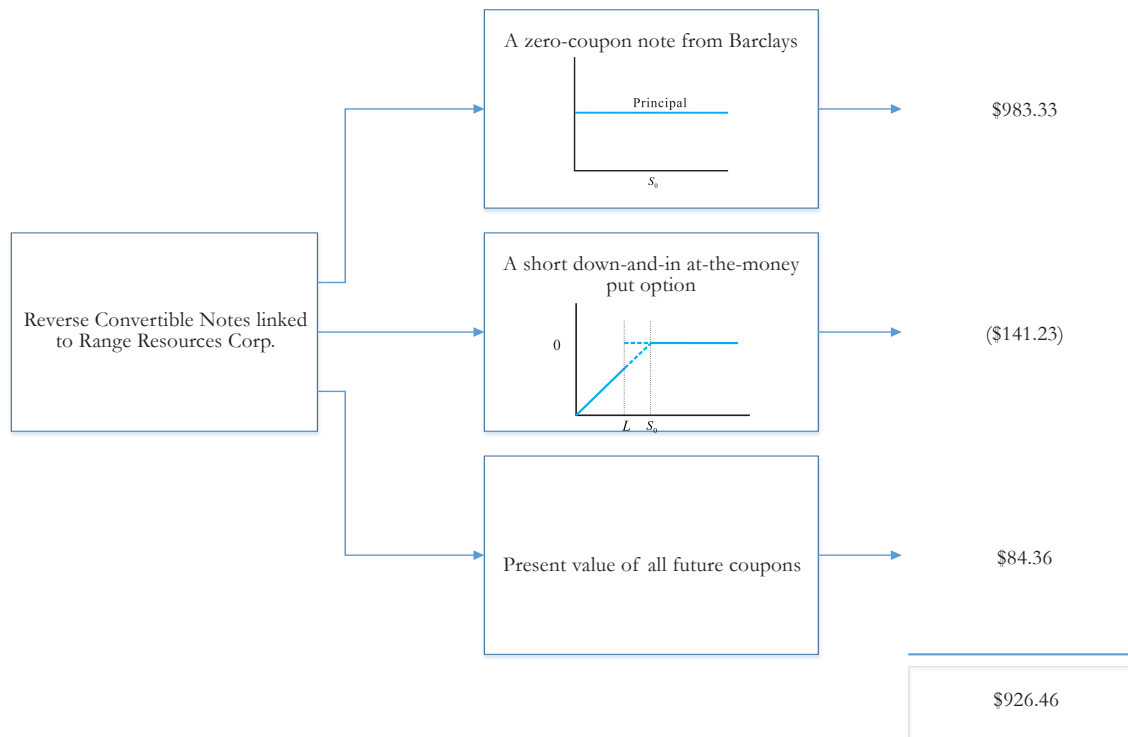 A zero-coupon note from Barclays
Principal
S₀
$983.33
Reverse Convertible Notes linked
to Range Resources Corp.
A short down-and-in at-the-money
put option
0
L S₀
($141.23)
Present value of all future coupons
$84.36
$926.46